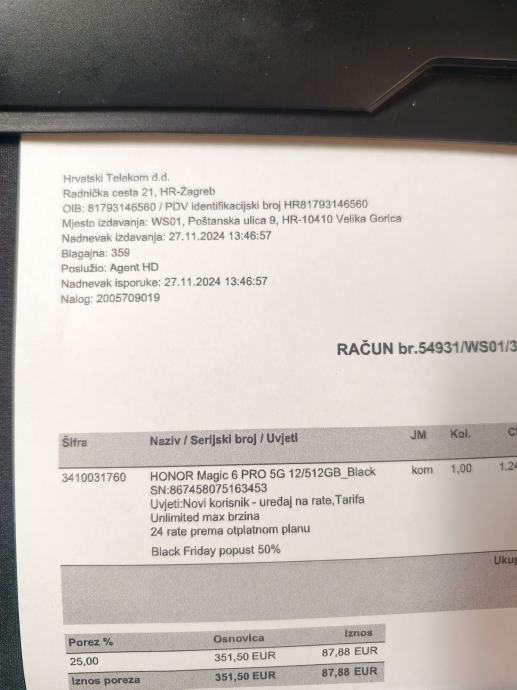 Hrvatski Telekom d.d.
Radnička cesta 21, HR-Zagreb
OIB: 81793146560 / PDV identifikacijski broj HR81793146560
Mjesto izdavanja: WS01, Poštanska ulica 9, HR-10410 Velika Gorica
Nadnevak izdavanja: 27.11.2024 13:46:57
Blagajna: 359
Poslužio: Agent HD
Nadnevak isporuke: 27.11.2024 13:46:57
Nalog: 2005709019
RAČUN br.54931/WS01/3
Šifra Naziv / Serijski broj / Uvjeti JM Kol.
3410031760 HONOR Magic 6 PRO 5G 12/512GB_Black kom 1,00 1.24
SN:867458075163453
Uvjeti:Novi korisnik - uređaj na rate,Tarifa
Unlimited max brzina
24 rate prema otplatnom planu
Black Friday popust 50%
Uku
Porez % Osnovica Iznos
25,00 351,50 EUR 87,88 EUR
Iznos poreza 351,50 EUR 87,88 EUR